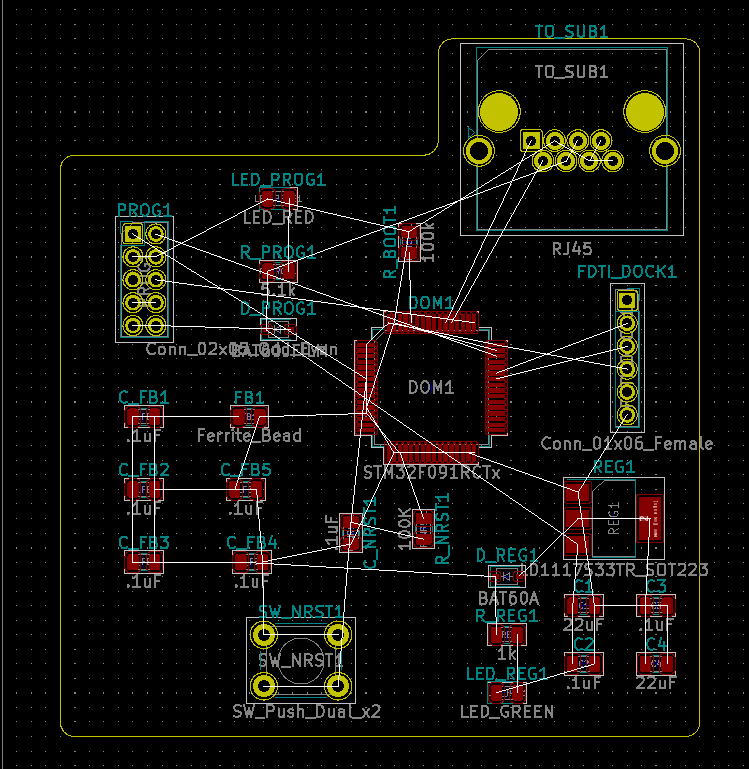 TO_SUB1
TO_SUB1
LED_PROG1
PROG1
LED_RED
R_BOOT1
100k
RJ45
R_PROG1
FDTI_DOCK1
5.1k
D_PROG1
DOM1
DOM1
C_FB1
FB1
.1uF
Ferrite_Bead
Conn_01x06_Female
STM32F091RCTx
REG1
REG1
C_FB2
C_FB5
.1uF
.1uF
1uF
C_NRST1
100K
R_NRST1
C_FB3
C_FB4
.1uF
.1uF
D_REG1
D1117S33TR_SOT223
BAT60A
C3
22uF
.1uF
SW_NRST1
R_REG1
1k
SW_NRST1
C2
C4
LED_REG1
.1uF
22uF
SW_Push_Dual_x2
LED_GREEN